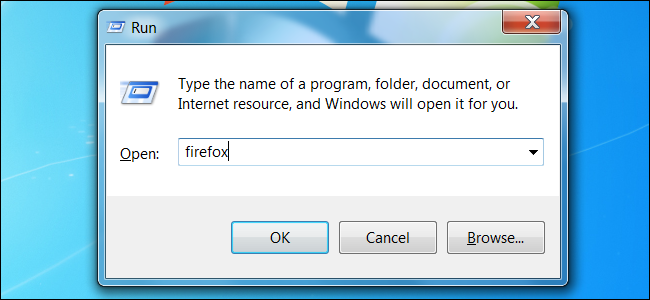 Run
Type the name of a program, folder, document, or
Internet resource, and Windows will open it for you.
Open: firefox
OK Cancel Browse...